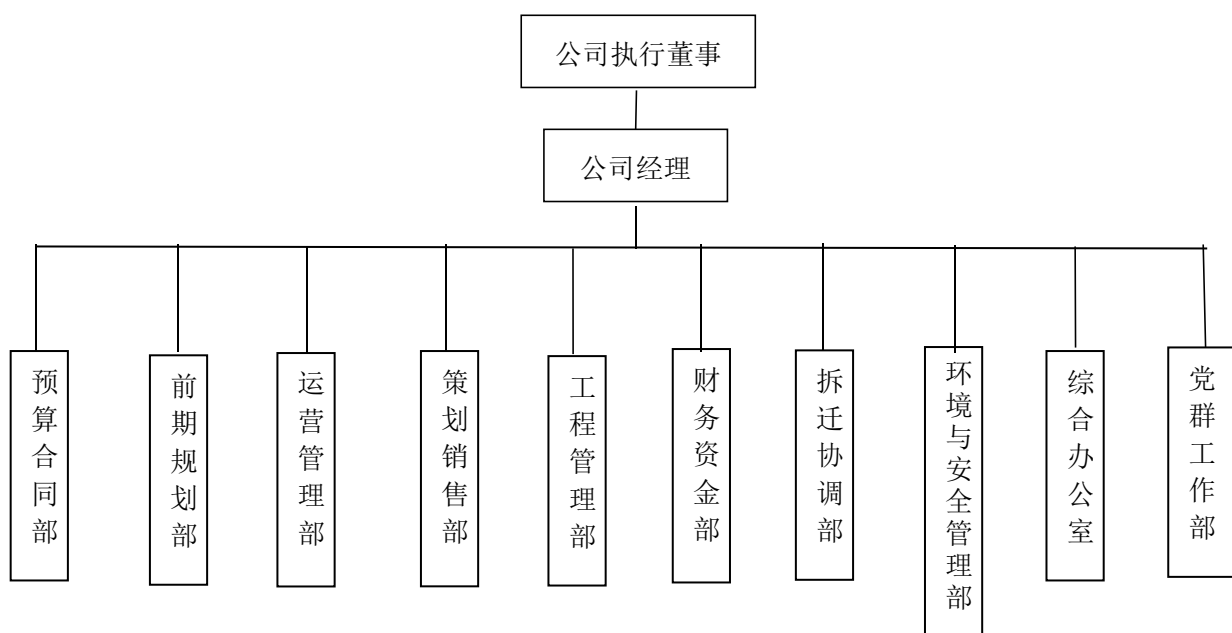 公司执行董事
公司经理
预算合同部
前期规划部
运营管理部
策划销售部
工程管理部
财务资金部
拆迁协调部
环境与安全管理部
综合办公室
党群工作部